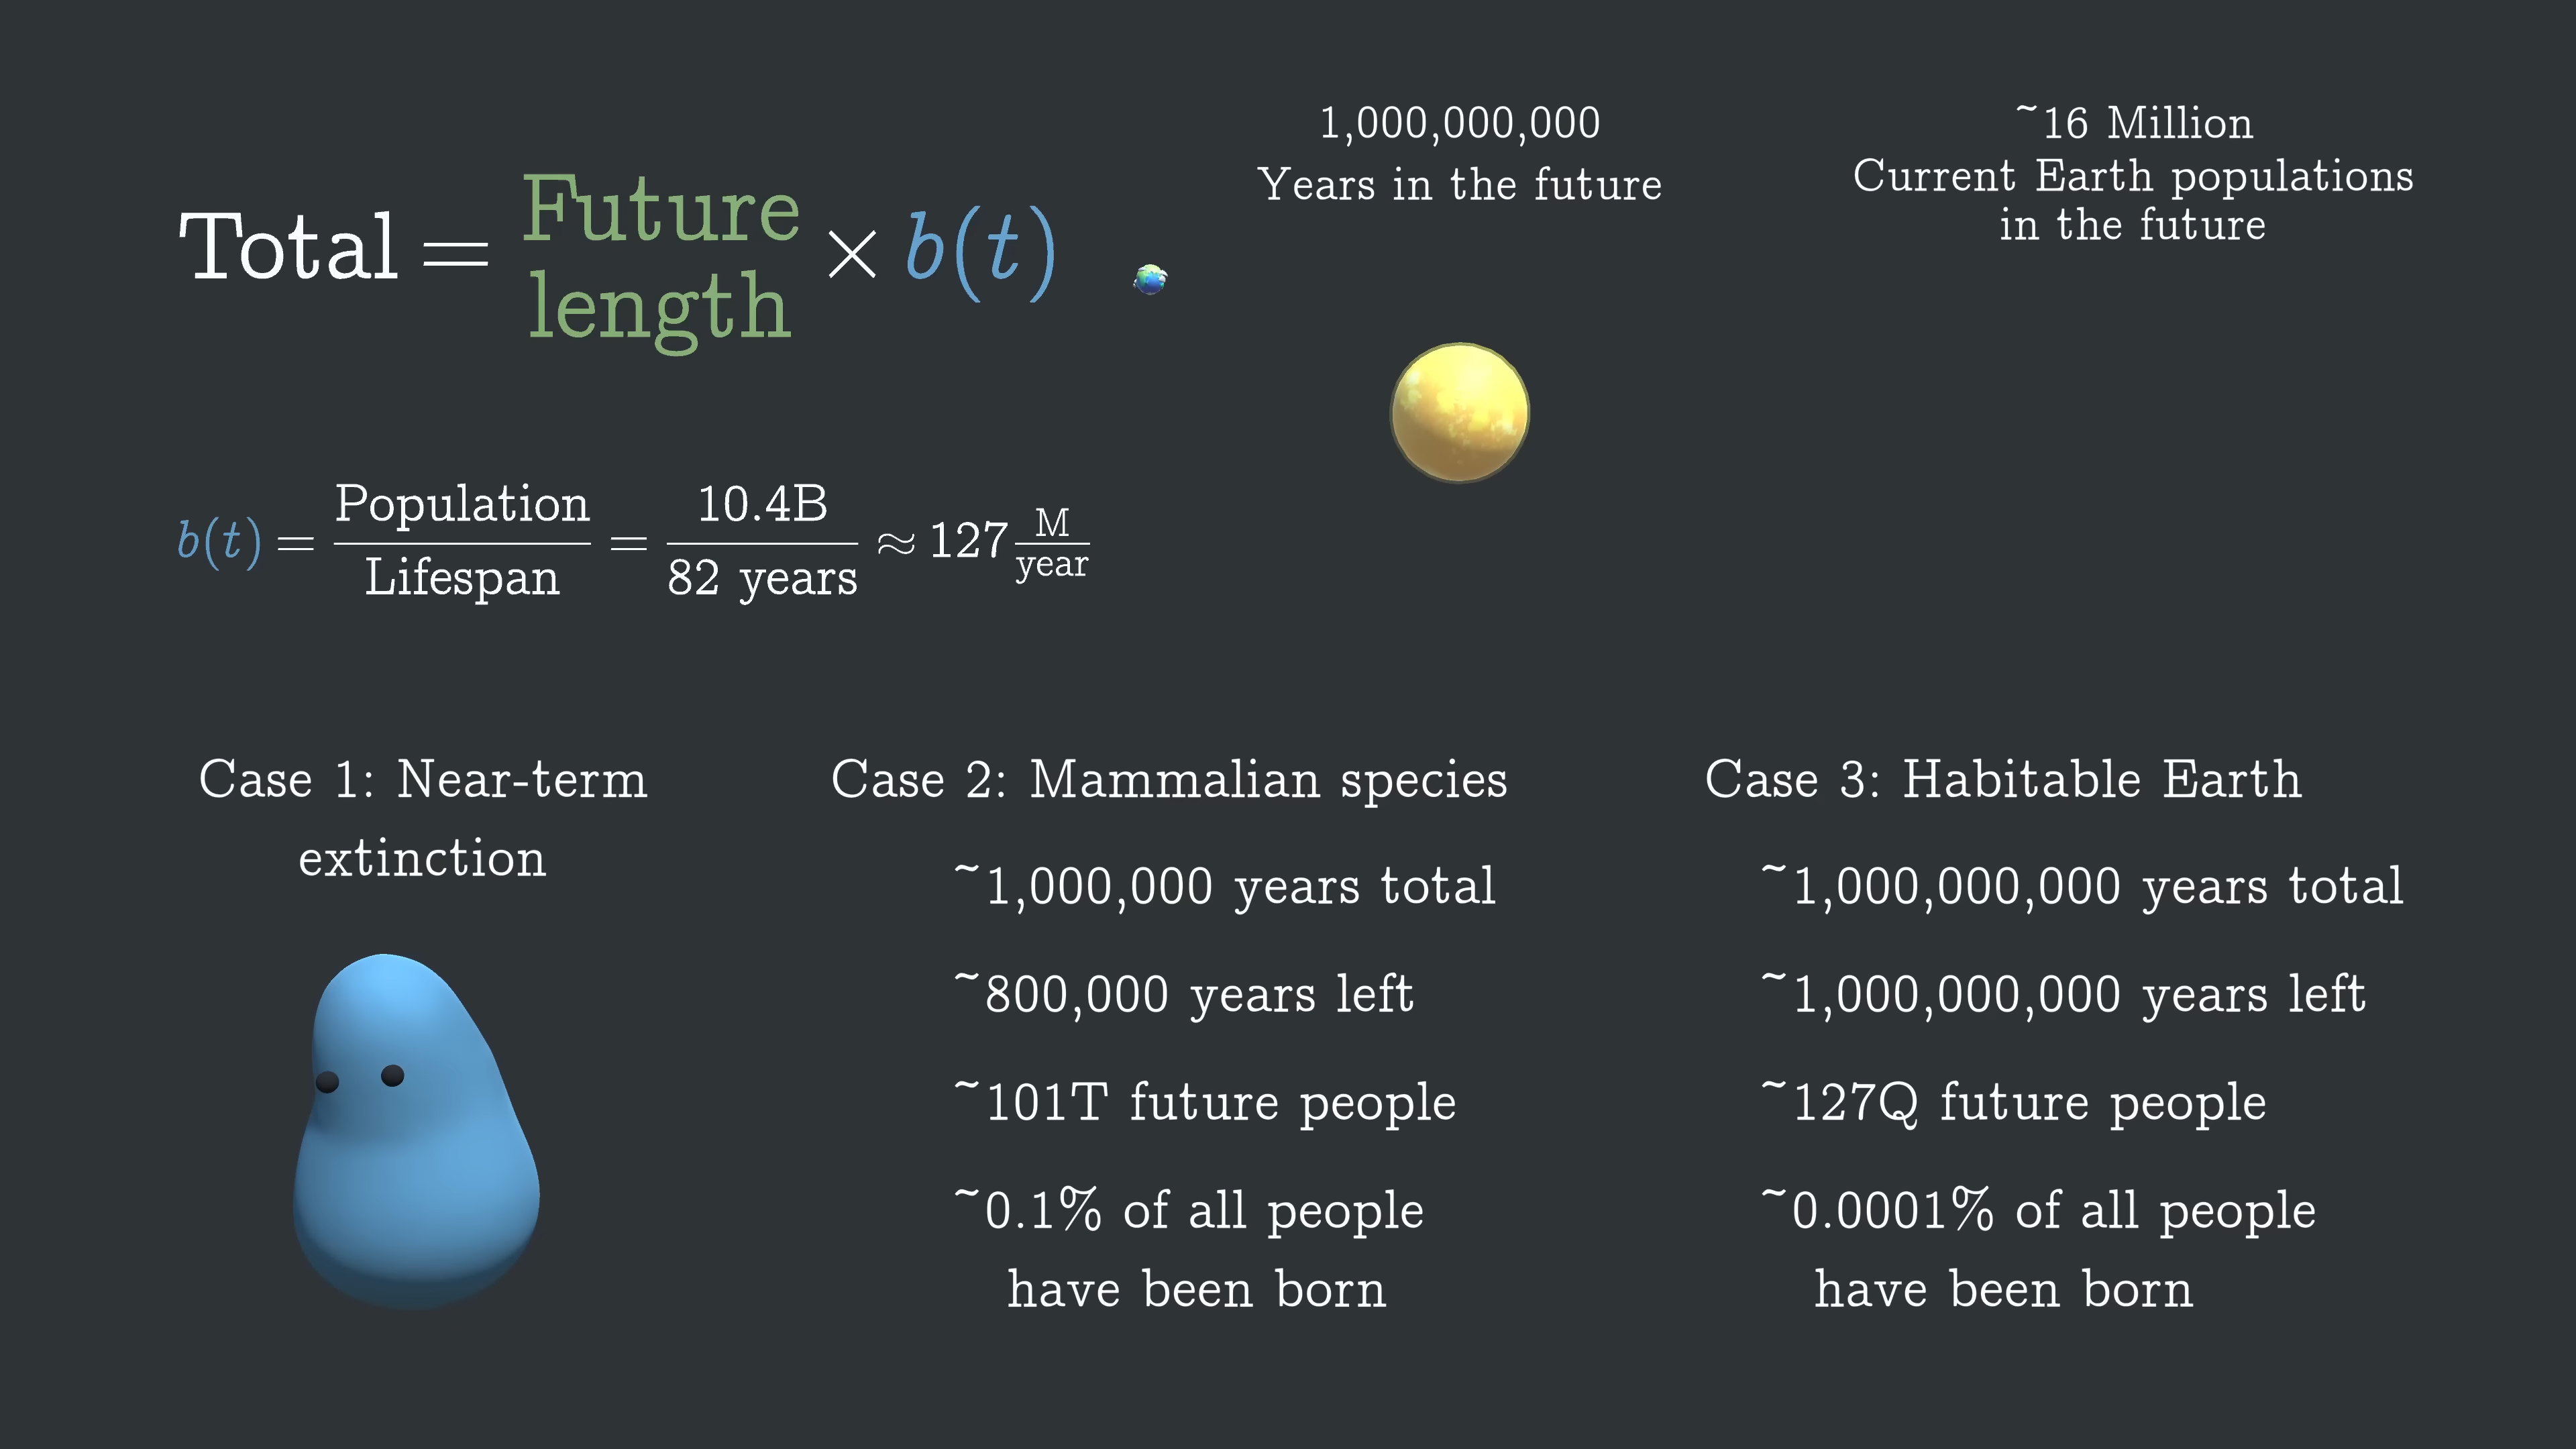 Total = Future length × b(t)
1,000,000,000
Years in the future
~16 Million
Current Earth populations
in the future
b(t) = Population / Lifespan = 10.4B / 82 years ≈ 127 M / year
Case 1: Near-term
extinction
Case 2: Mammalian species
~1,000,000 years total
~800,000 years left
~101T future people
~0.1% of all people
have been born
Case 3: Habitable Earth
~1,000,000,000 years total
~1,000,000,000 years left
~127Q future people
~0.0001% of all people
have been born